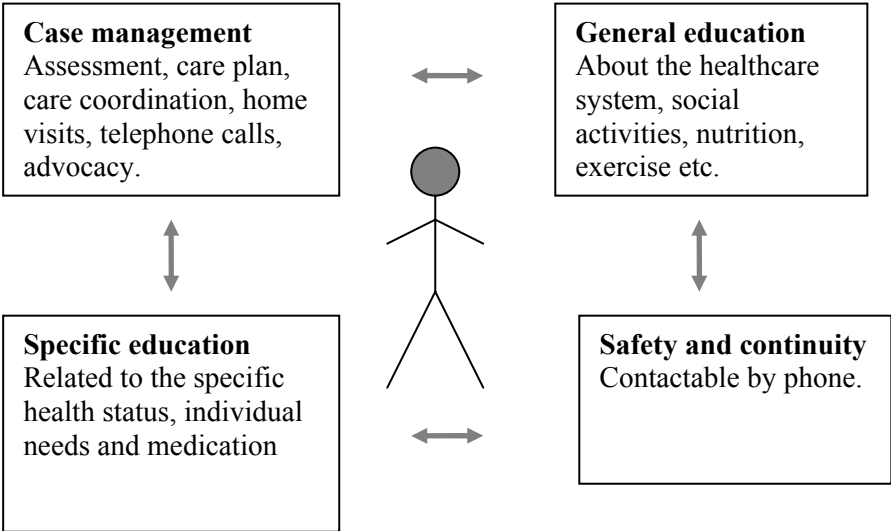 Case management
Assessment, care plan,
care coordination, home
visits, telephone calls,
advocacy.
General education
About the healthcare
system, social
activities, nutrition,
exercise etc.
Specific education
Related to the specific
health status, individual
needs and medication
Safety and continuity
Contactable by phone.